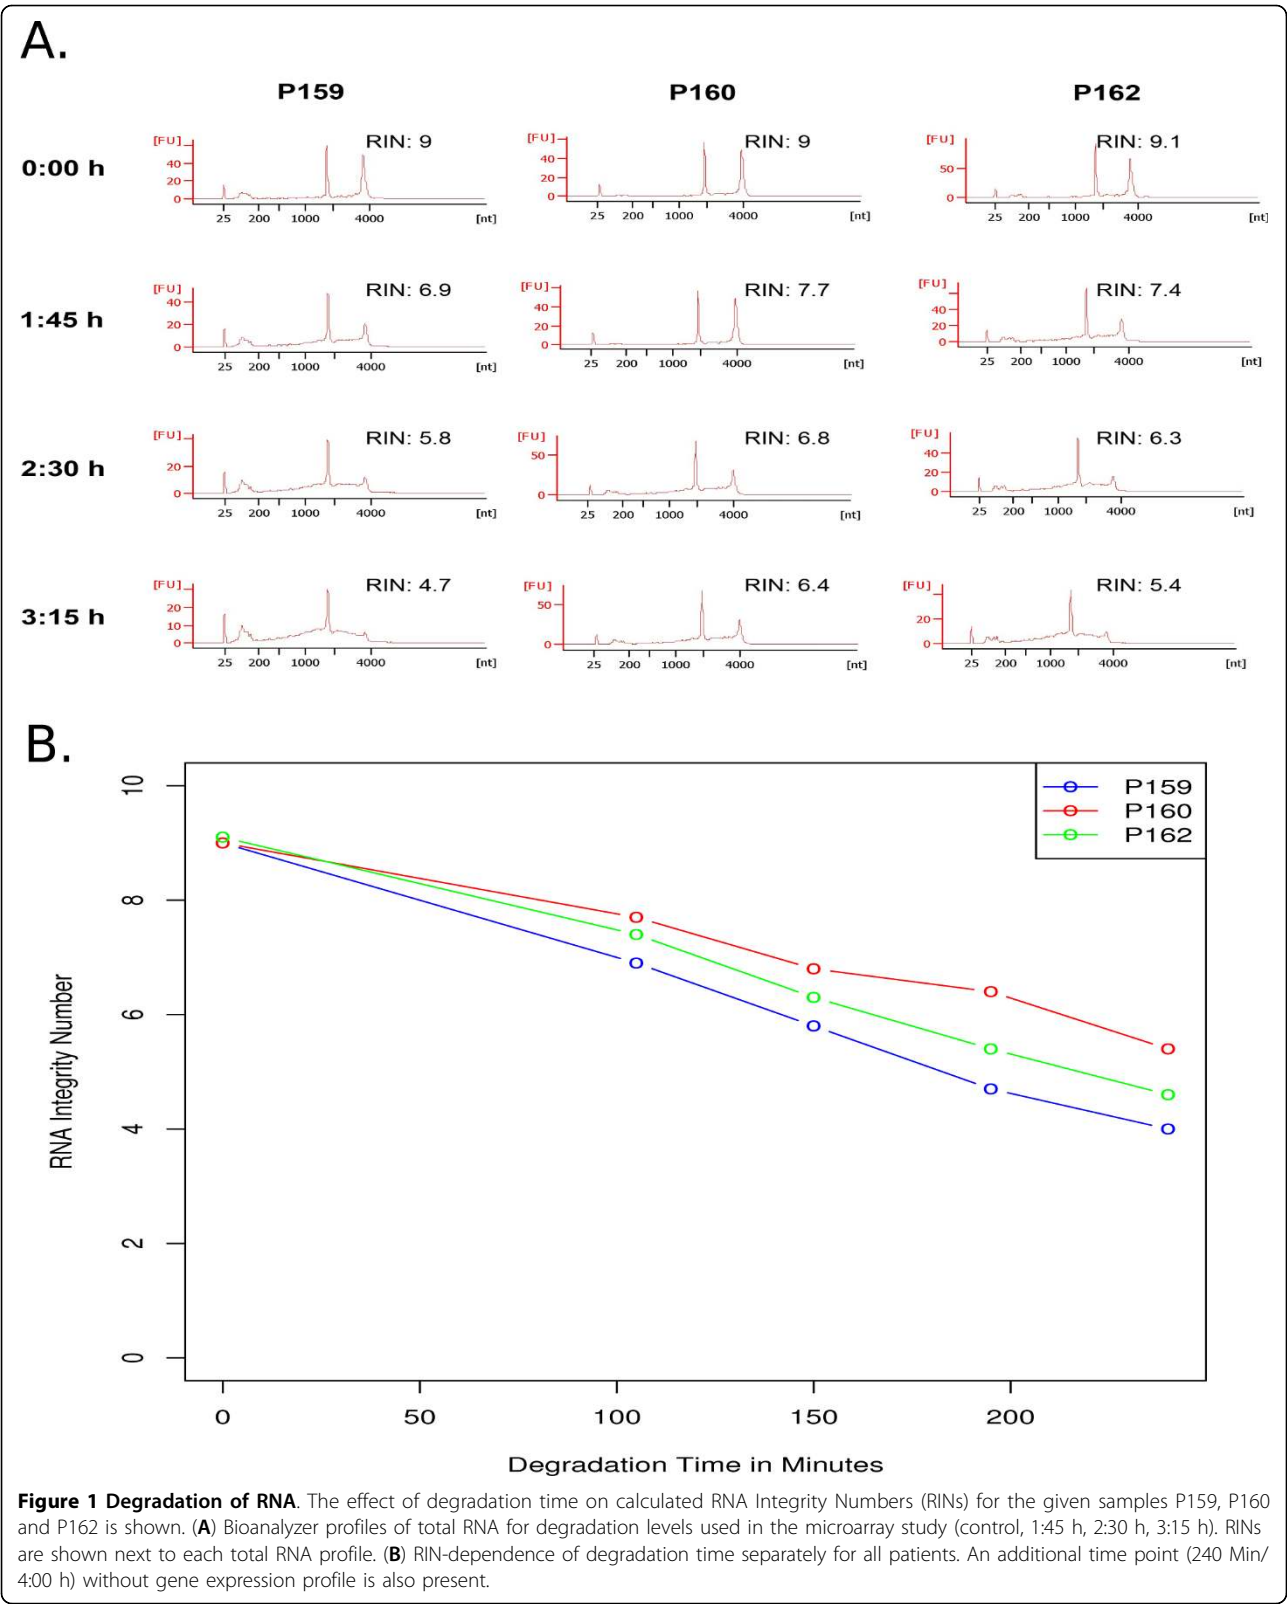 A.
P159 P160 P162
0:00 h
[FU] 40 20 0 RIN: 9 25 200 1000 4000 [nt]
[FU] 40 20 0 RIN: 9 25 200 1000 4000 [nt]
[FU] 50 0 RIN: 9.1 25 200 1000 4000 [nt]
1:45 h
[FU] 40 20 0 RIN: 6.9 25 200 1000 4000 [nt]
[FU] 40 20 0 RIN: 7.7 25 200 1000 4000 [nt]
[FU] 40 20 0 RIN: 7.4 25 200 1000 4000 [nt]
2:30 h
[FU] 20 0 RIN: 5.8 25 200 1000 4000 [nt]
[FU] 50 0 RIN: 6.8 25 200 1000 4000 [nt]
[FU] 40 20 0 RIN: 6.3 25 200 1000 4000 [nt]
3:15 h
[FU] 20 10 0 RIN: 4.7 25 200 1000 4000 [nt]
[FU] 50 0 RIN: 6.4 25 200 1000 4000 [nt]
[FU] 20 0 RIN: 5.4 25 200 1000 4000 [nt]
B.
RNA Integrity Number
10
8
6
4
2
0
P159
P160
P162
0 50 100 150 200
Degradation Time in Minutes
Figure 1 Degradation of RNA. The effect of degradation time on calculated RNA Integrity Numbers (RINs) for the given samples P159, P160
and P162 is shown. (A) Bioanalyzer profiles of total RNA for degradation levels used in the microarray study (control, 1:45 h, 2:30 h, 3:15 h). RINs
are shown next to each total RNA profile. (B) RIN-dependence of degradation time separately for all patients. An additional time point (240 Min/
4:00 h) without gene expression profile is also present.